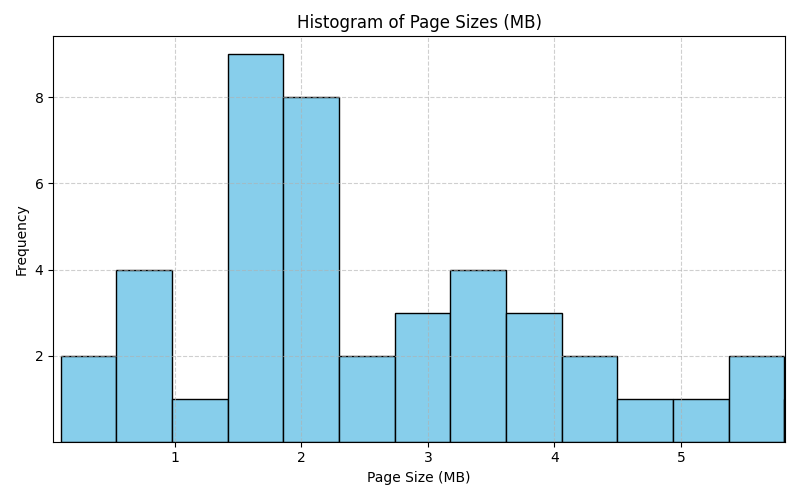 Histogram of Page Sizes (MB)
8
6
4
2
Frequency
1 2 3 4 5
Page Size (MB)